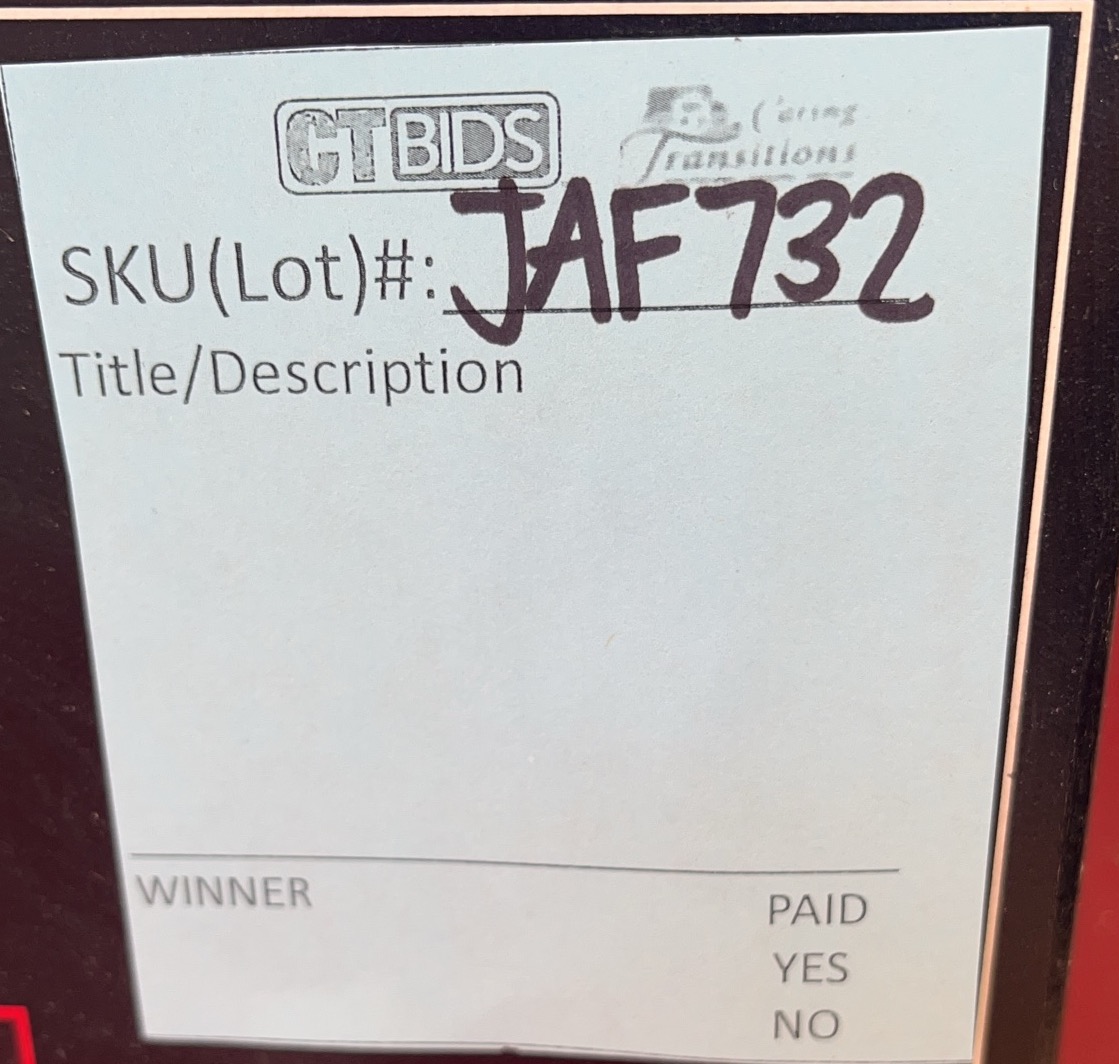 CTBIDS Caring Transitions
SKU(Lot)#: JAF732
Title/Description
WINNER
PAID
YES
NO